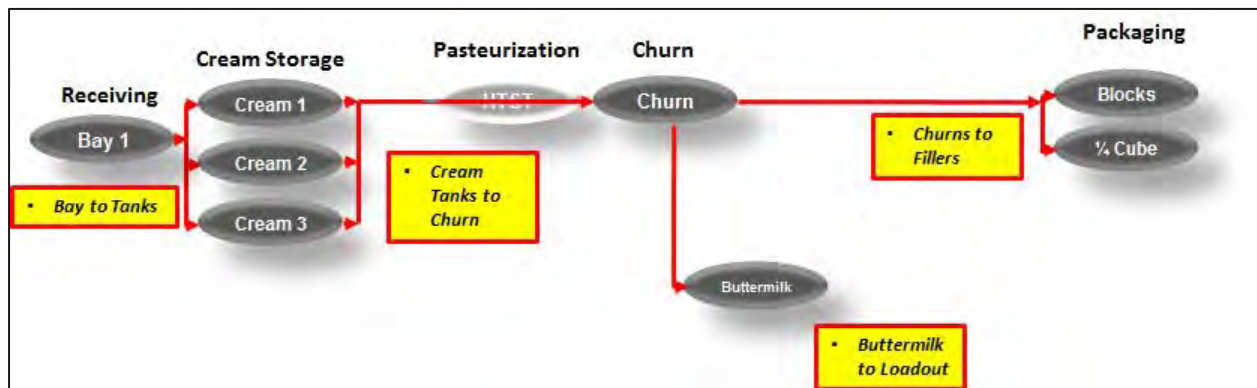 Receiving
Bay 1
• Bay to Tanks
Cream Storage
Cream 1
Cream 2
Cream 3
Pasteurization
HTST
• Cream
Tanks to
Churn
Churn
Churn
Buttermilk
• Buttermilk
to Loadout
• Churns to
Fillers
Packaging
Blocks
¼ Cube